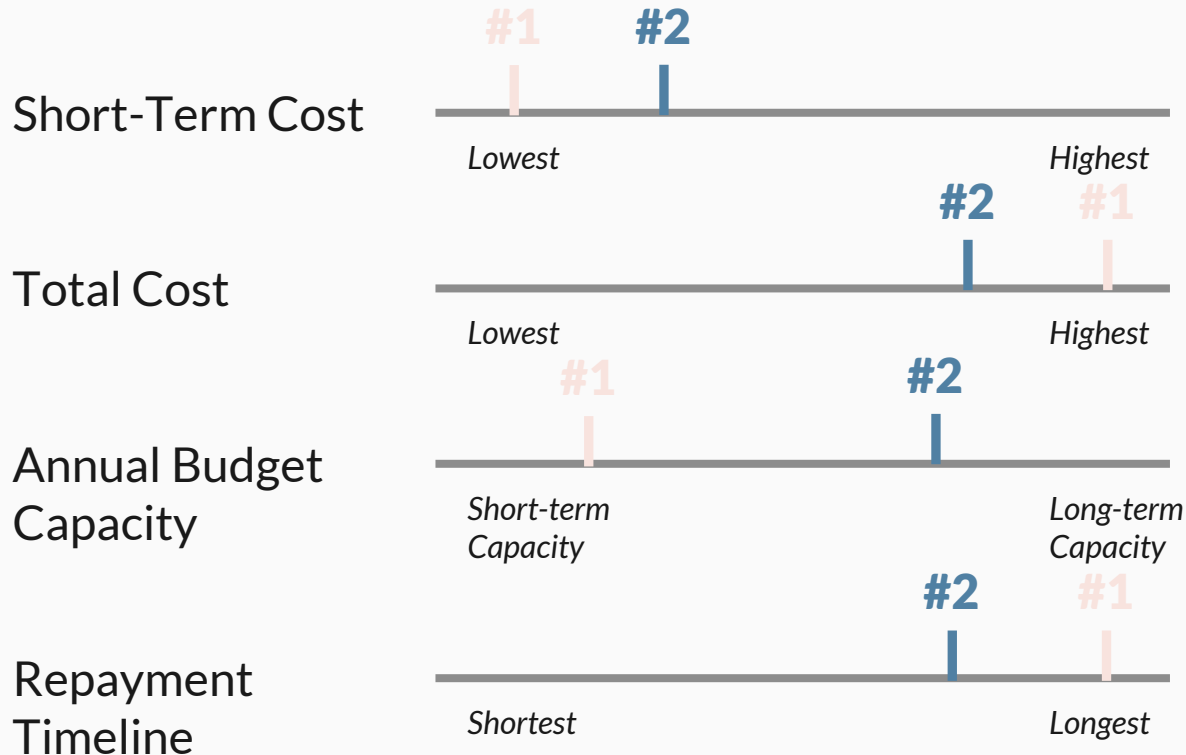 #1 #2
Short-Term Cost
Lowest Highest
#2 #1
Total Cost
Lowest Highest
#1 #2
Annual Budget
Capacity
Short-term Long-term
Capacity Capacity
#2 #1
Repayment
Timeline
Shortest Longest